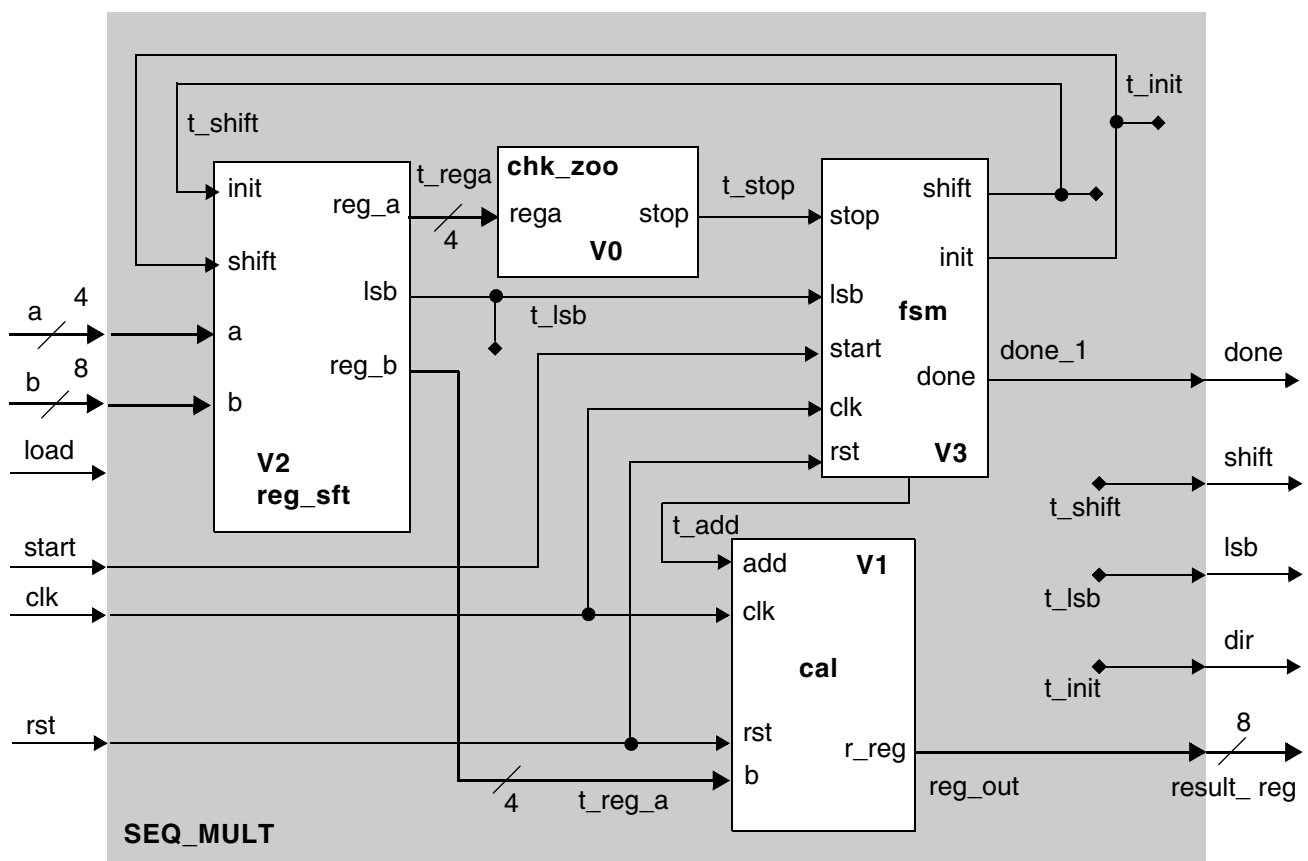 t_init
t_shift
chk_zoo
rega
stop
V0
t_rega
4
t_stop
init
shift
a
b
reg_a
lsb
reg_b
V2
reg_sft
t_lsb
stop
lsb
start
clk
rst
shift
init
fsm
done
V3
done_1
a
4
b
8
load
start
clk
rst
t_add
add
V1
clk
cal
rst
b
r_reg
4
t_reg_a
reg_out
done
shift
t_shift
lsb
t_lsb
dir
t_init
8
result_ reg
SEQ_MULT